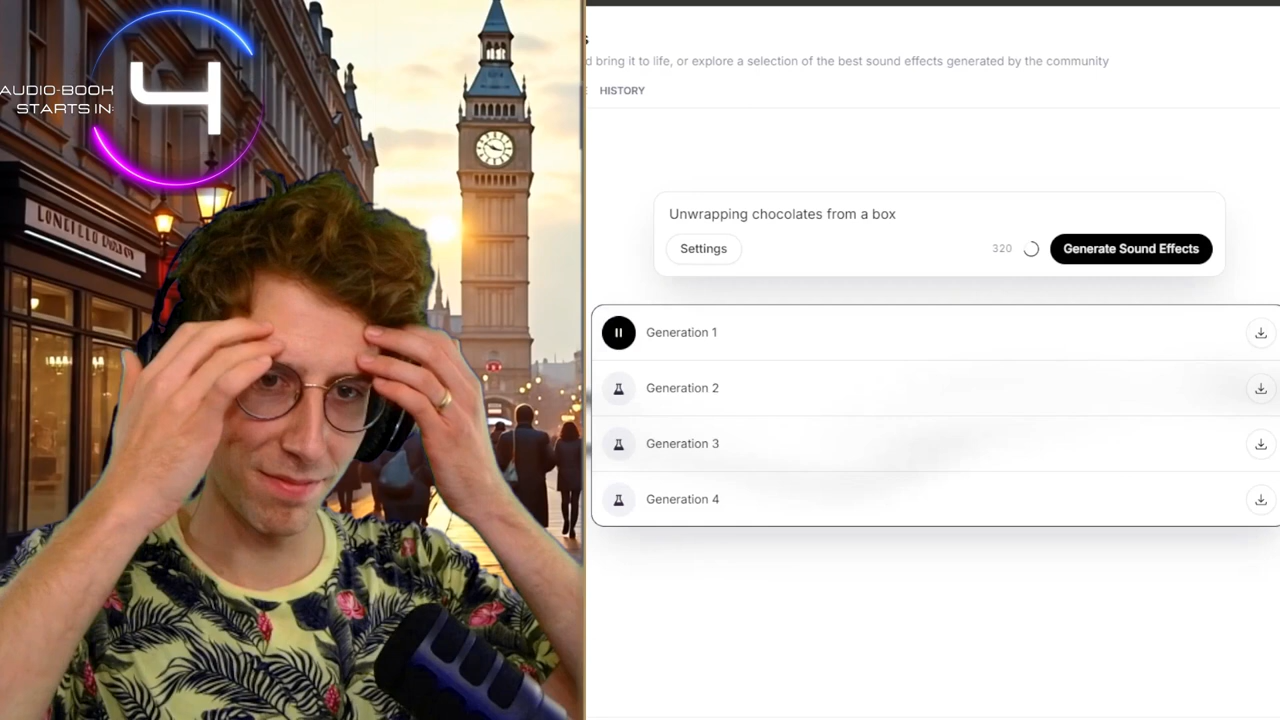 AUDIO-BOOK
STARTS IN:
4
s
d bring it to life, or explore a selection of the best sound effects generated by the community
HISTORY
Unwrapping chocolates from a box
Settings
320
Generate Sound Effects
Generation 1
Generation 2
Generation 3
Generation 4